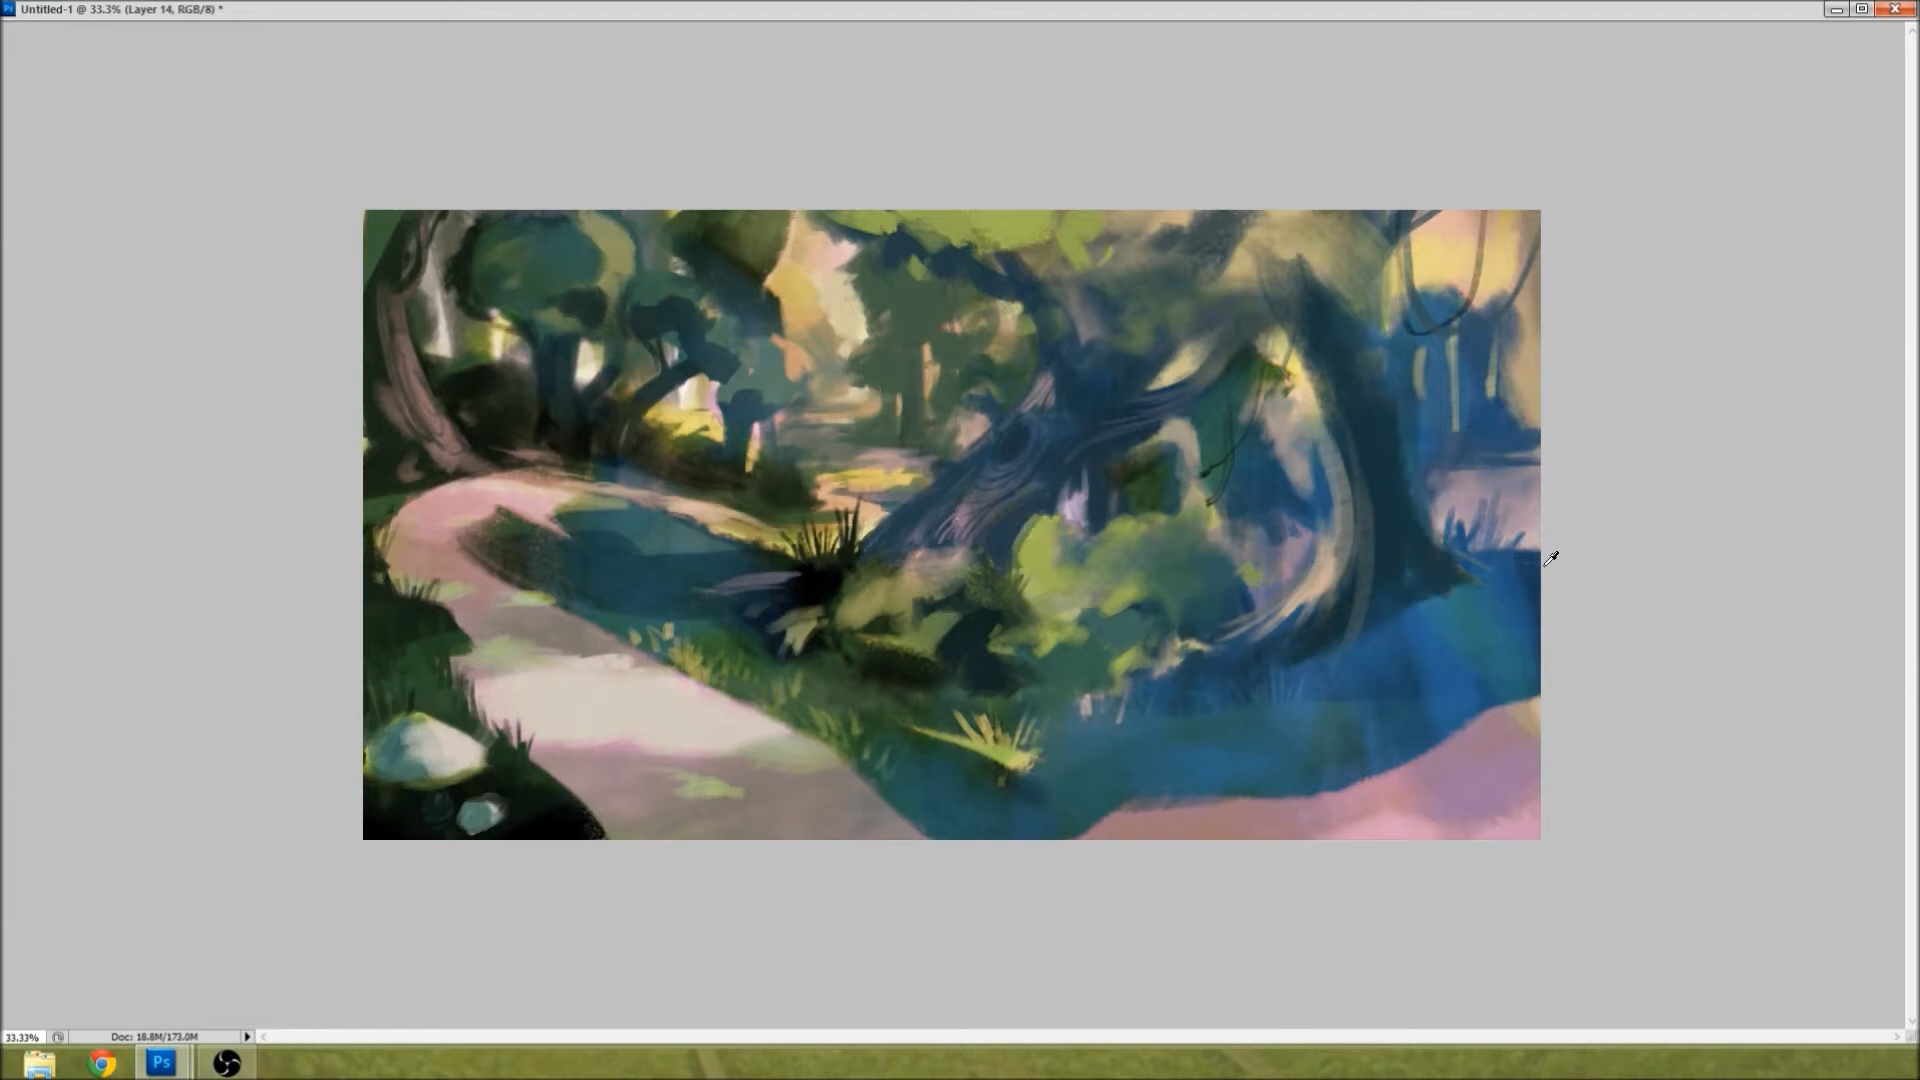 Untitled-1 @ 33.3% (Layer 14, RGB/8) *
33.33%
Doc: 18.8M/173.0M
Ps